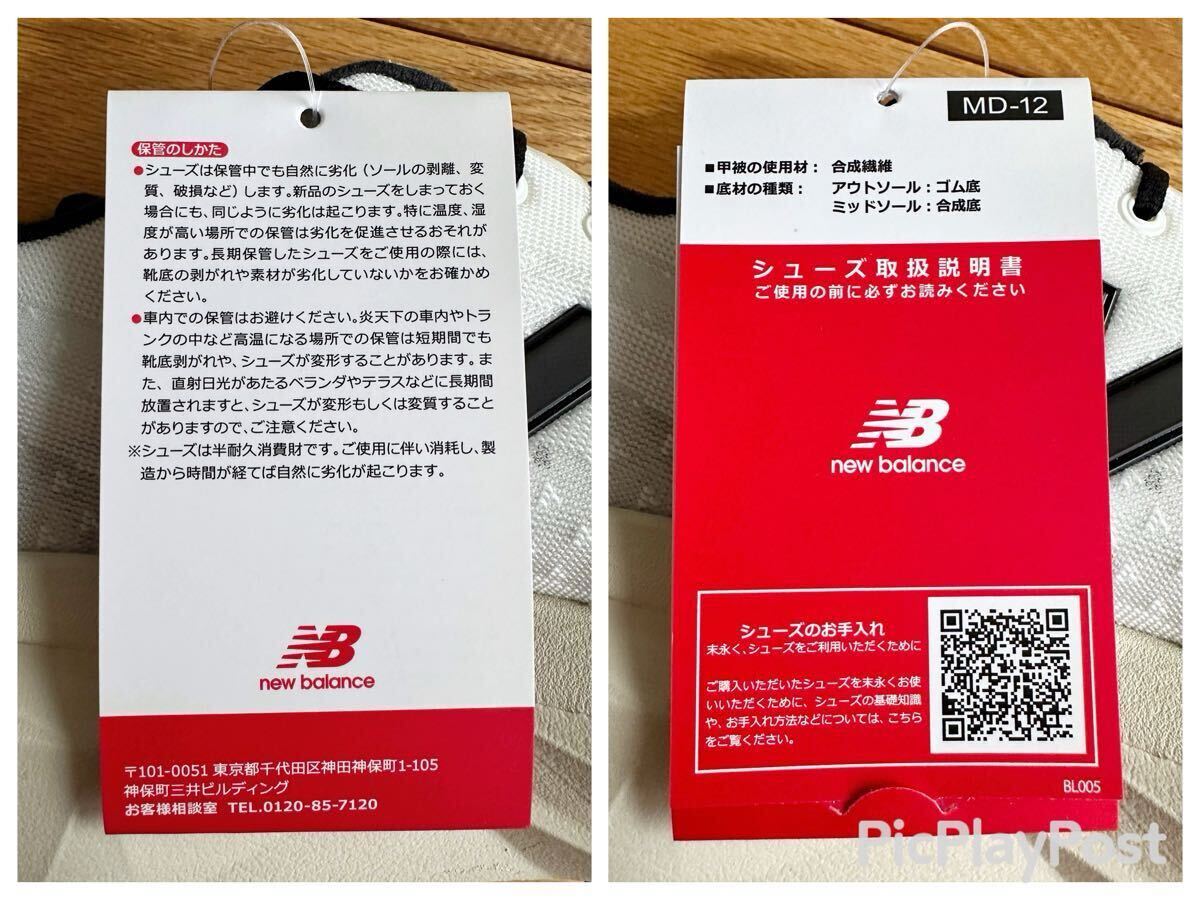 保管のしかた
●シューズは保管中でも自然に劣化(ソールの剥離、変
質、破損など)します。新品のシューズをしまっておく
場合にも、同じように劣化は起こります。特に温度、湿
度が高い場所での保管は劣化を促進させるおそれが
あります。長期保管したシューズをご使用の際には、
靴底の剥がれや素材が劣化していないかをお確かめ
ください。
●車内での保管はお避けください。炎天下の車内やトラ
ンクの中など高温になる場所での保管は短期間でも
靴底剥がれや、シューズが変形することがあります。ま
た、直射日光があたるベランダやテラスなどに長期間
放置されますと、シューズが変形もしくは変質すること
がありますので、ご注意ください。
※シューズは半耐久消費財です。ご使用に伴い消耗し、製
造から時間が経てば自然に劣化が起こります。
NB
new balance
〒101-0051 東京都千代田区神田神保町1-105
神保町三井ビルディング
お客様相談室 TEL.0120-85-7120
MD-12
■甲被の使用材: 合成繊維
■底材の種類: アウトソール:ゴム底
ミッドソール:合成底
シューズ取扱説明書
ご使用の前に必ずお読みください
NB
new balance
シューズのお手入れ
末永く、シューズをご利用いただくために
ご購入いただいたシューズを末永くお使
いいただくために、シューズの基礎知識
や、お手入れ方法などについては、こちら
をご覧ください。
BL005
PicPlayPost